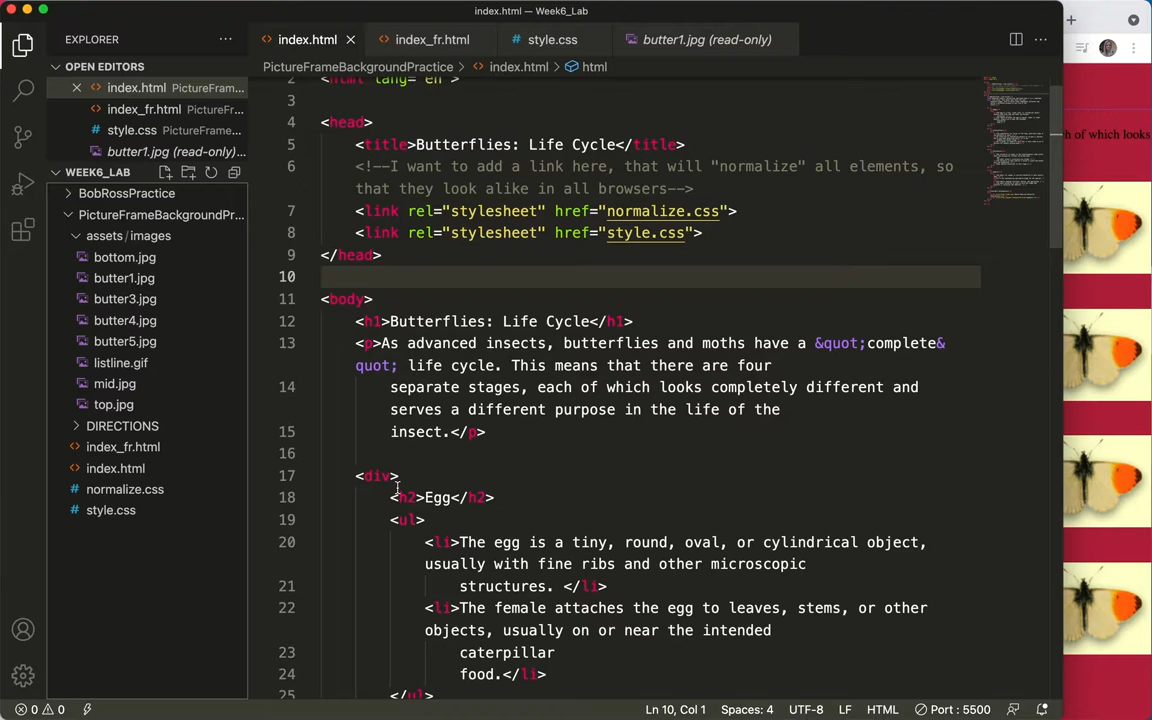 index.html — Week6_Lab
EXPLORER
index.html
index_fr.html
style.css
butter1.jpg (read-only)
OPEN EDITORS
index.html PictureFram...
index_fr.html PictureFr...
style.css PictureFrame...
butter1.jpg (read-only)...
WEEK6_LAB
BobRossPractice
PictureFrameBackgroundPr...
assets/images
bottom.jpg
butter1.jpg
butter3.jpg
butter4.jpg
butter5.jpg
listline.gif
mid.jpg
top.jpg
DIRECTIONS
index_fr.html
index.html
normalize.css
style.css
PictureFrameBackgroundPractice > index.html > html
2 <html lang="en">
3
4 <head>
5 <title>Butterflies: Life Cycle</title>
6 <!--I want to add a link here, that will "normalize" all elements, so
that they look alike in all browsers-->
7 <link rel="stylesheet" href="normalize.css">
8 <link rel="stylesheet" href="style.css">
9 </head>
10
11 <body>
12 <h1>Butterflies: Life Cycle</h1>
13 <p>As advanced insects, butterflies and moths have a &quot;complete&
quot; life cycle. This means that there are four
14 separate stages, each of which looks completely different and
serves a different purpose in the life of the
15 insect.</p>
16
17 <div>
18 <h2>Egg</h2>
19 <ul>
20 <li>The egg is a tiny, round, oval, or cylindrical object,
usually with fine ribs and other microscopic
21 structures. </li>
22 <li>The female attaches the egg to leaves, stems, or other
objects, usually on or near the intended
23 caterpillar
24 food.</li>
25 </ul>
h of which looks
0 0
Ln 10, Col 1
Spaces: 4
UTF-8
LF
HTML
Port : 5500